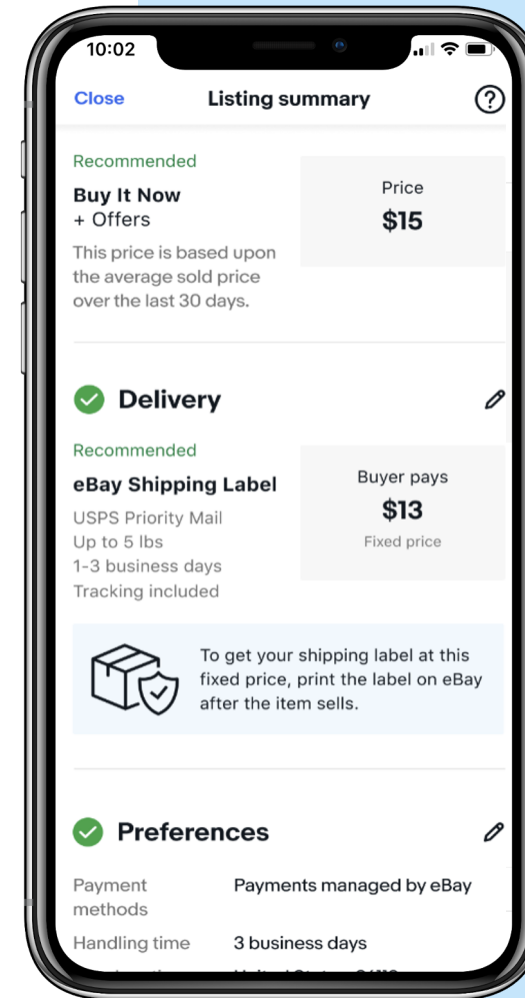 10:02
Close
Listing summary
Recommended
Buy It Now
+ Offers
This price is based upon
the average sold price
over the last 30 days.
Price
$15
Delivery
Recommended
eBay Shipping Label
USPS Priority Mail
Up to 5 lbs
1-3 business days
Tracking included
Buyer pays
$13
Fixed price
To get your shipping label at this
fixed price, print the label on eBay
after the item sells.
Preferences
Payment
methods
Payments managed by eBay
Handling time
3 business days